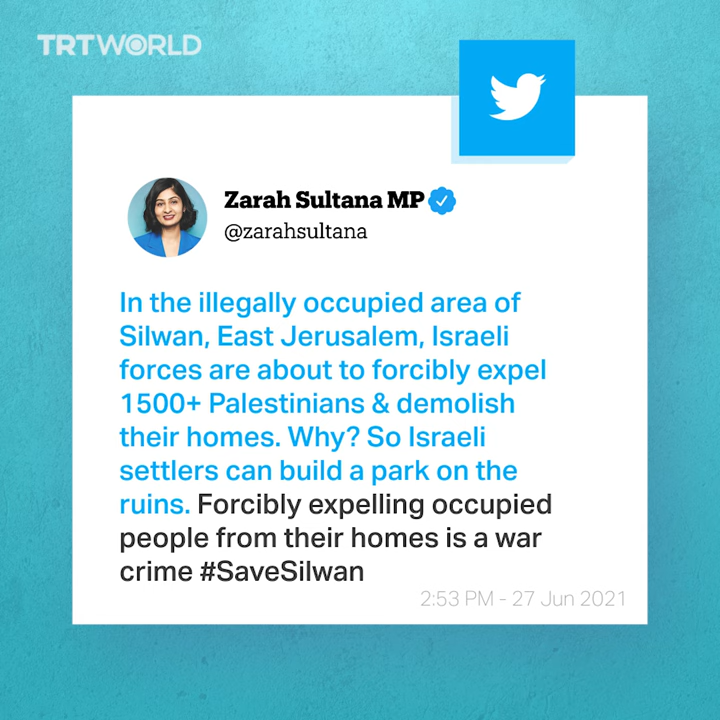 TRTWORLD
Zarah Sultana MP
@zarahsultana
In the illegally occupied area of
Silwan, East Jerusalem, Israeli
forces are about to forcibly expel
1500+ Palestinians & demolish
their homes. Why? So Israeli
settlers can build a park on the
ruins. Forcibly expelling occupied
people from their homes is a war
crime #SaveSilwan
2:53 PM - 27 Jun 2021